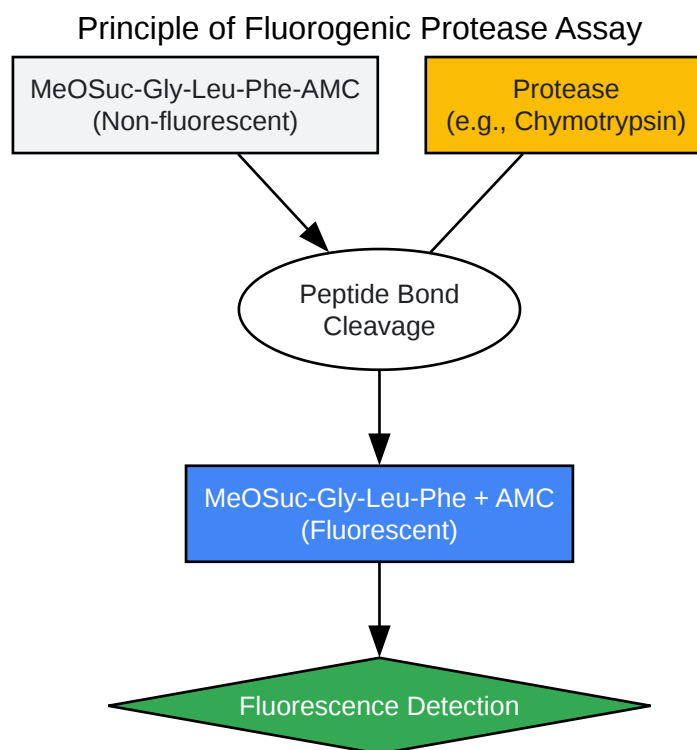 Principle of Fluorogenic Protease Assay
MeOSuc-Gly-Leu-Phe-AMC
(Non-fluorescent)
Protease
(e.g., Chymotrypsin)
Peptide Bond
Cleavage
MeOSuc-Gly-Leu-Phe + AMC
(Fluorescent)
Fluorescence Detection